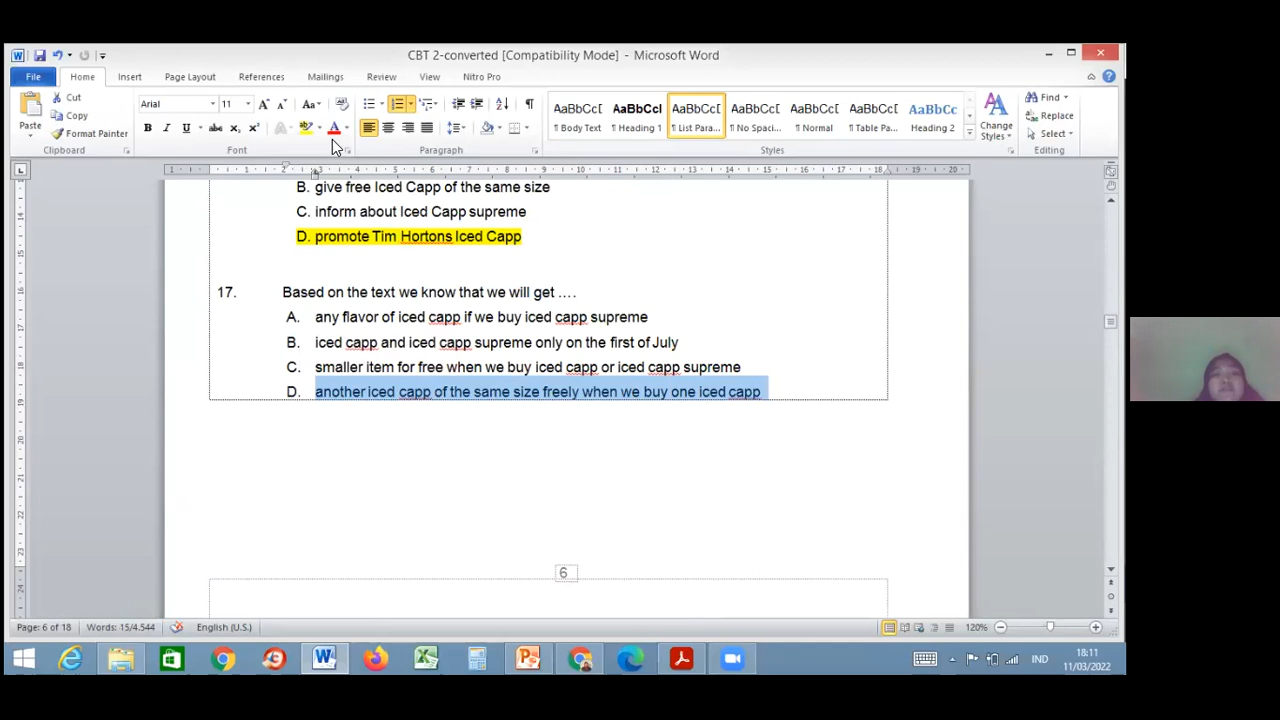 CBT 2-converted [Compatibility Mode] - Microsoft Word
File Home Insert Page Layout References Mailings Review View Nitro Pro
Cut
Copy
Format Painter
Paste
Clipboard
Arial 11
Font
Paragraph
AaBbCc[ AaBbCcI AaBbCc[ AaBbCc[ AaBbCc[ AaBbCc[ AaBbCc
¶ Body Text ¶ Heading 1 ¶ List Para... ¶ No Spaci... ¶ Normal ¶ Table Pa... Heading 2
Change Styles
Styles
Find
Replace
Select
Editing
B. give free Iced Capp of the same size
C. inform about Iced Capp supreme
D. promote Tim Hortons Iced Capp
17. Based on the text we know that we will get ….
A. any flavor of iced capp if we buy iced capp supreme
B. iced capp and iced capp supreme only on the first of July
C. smaller item for free when we buy iced capp or iced capp supreme
D. another iced capp of the same size freely when we buy one iced capp
6
Page: 6 of 18 Words: 15/4.544 English (U.S.) 120%
IND
18:11
11/03/2022